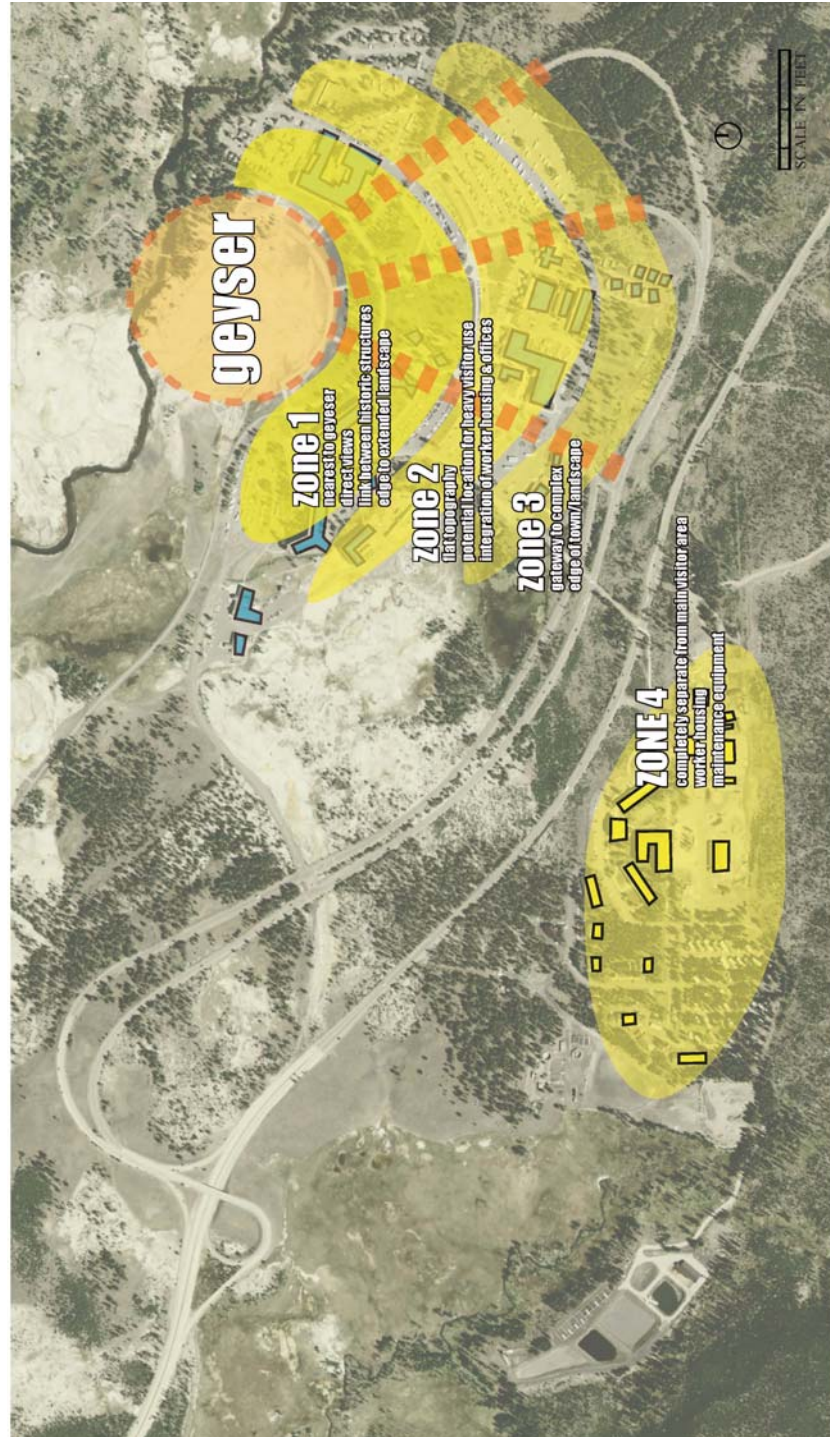 geyser
zone 1
nearest to geyeser
direct views
link between historic structures
edge to extended landscape
zone 2
flat topography
potential location for heavy visitor use
integration of worker housing & offices
zone 3
gateway to complex
edge of town/landscape
ZONE 4
completely separate from main visitor area
worker housing
maintenance equipment
SCALE IN FEET